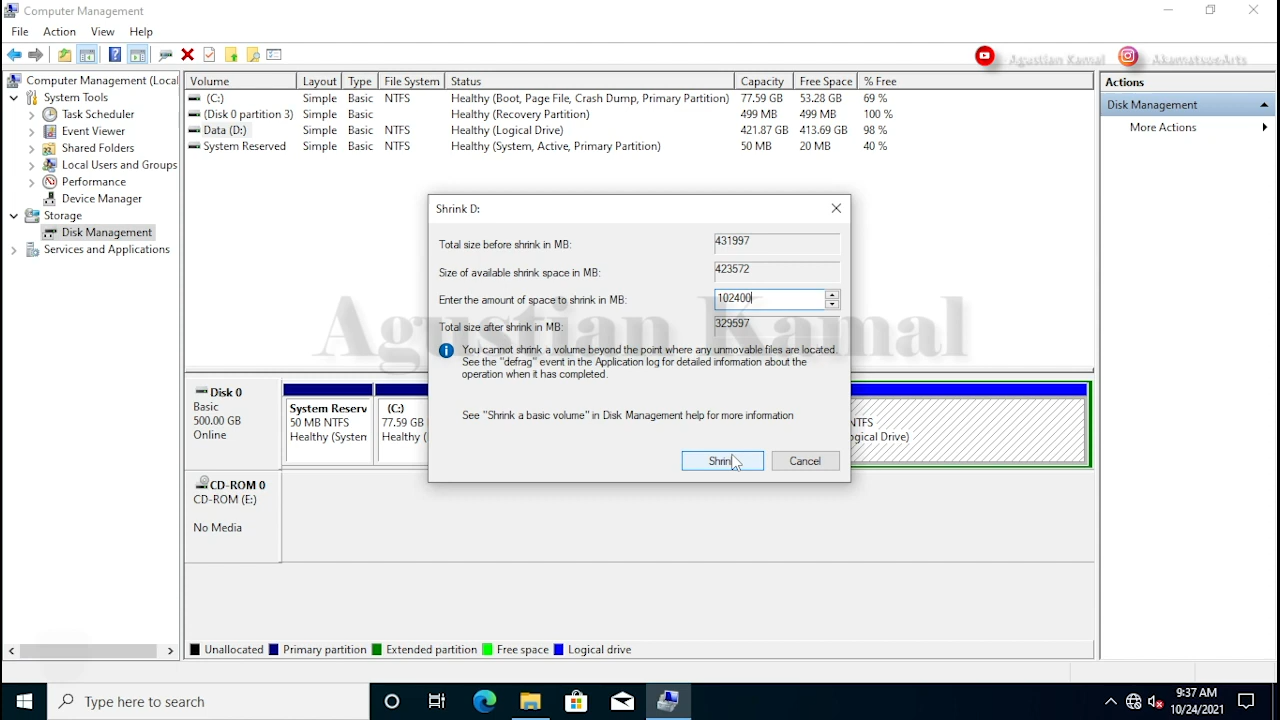 Computer Management
File Action View Help
Agustian Kamal AkamatsooArts
Computer Management (Local
System Tools
Task Scheduler
Event Viewer
Shared Folders
Local Users and Groups
Performance
Device Manager
Storage
Disk Management
Services and Applications
Volume Layout Type File System Status Capacity Free Space % Free
(C:) Simple Basic NTFS Healthy (Boot, Page File, Crash Dump, Primary Partition) 77.59 GB 53.28 GB 69 %
(Disk 0 partition 3) Simple Basic Healthy (Recovery Partition) 499 MB 499 MB 100 %
Data (D:) Simple Basic NTFS Healthy (Logical Drive) 421.87 GB 413.69 GB 98 %
System Reserved Simple Basic NTFS Healthy (System, Active, Primary Partition) 50 MB 20 MB 40 %
Actions
Disk Management
More Actions
Shrink D:
Total size before shrink in MB: 431997
Size of available shrink space in MB: 423572
Enter the amount of space to shrink in MB: 102400
Total size after shrink in MB: 329597
Agustian Kamal
You cannot shrink a volume beyond the point where any unmovable files are located.
See the "defrag" event in the Application log for detailed information about the
operation when it has completed.
See "Shrink a basic volume" in Disk Management help for more information
Shrin Cancel
Disk 0
Basic
500.00 GB
Online
System Reserv
50 MB NTFS
Healthy (System
(C:)
77.59 GB
Healthy (
NTFS
ogical Drive)
CD-ROM 0
CD-ROM (E:)
No Media
Unallocated Primary partition Extended partition Free space Logical drive
Type here to search
9:37 AM
10/24/2021